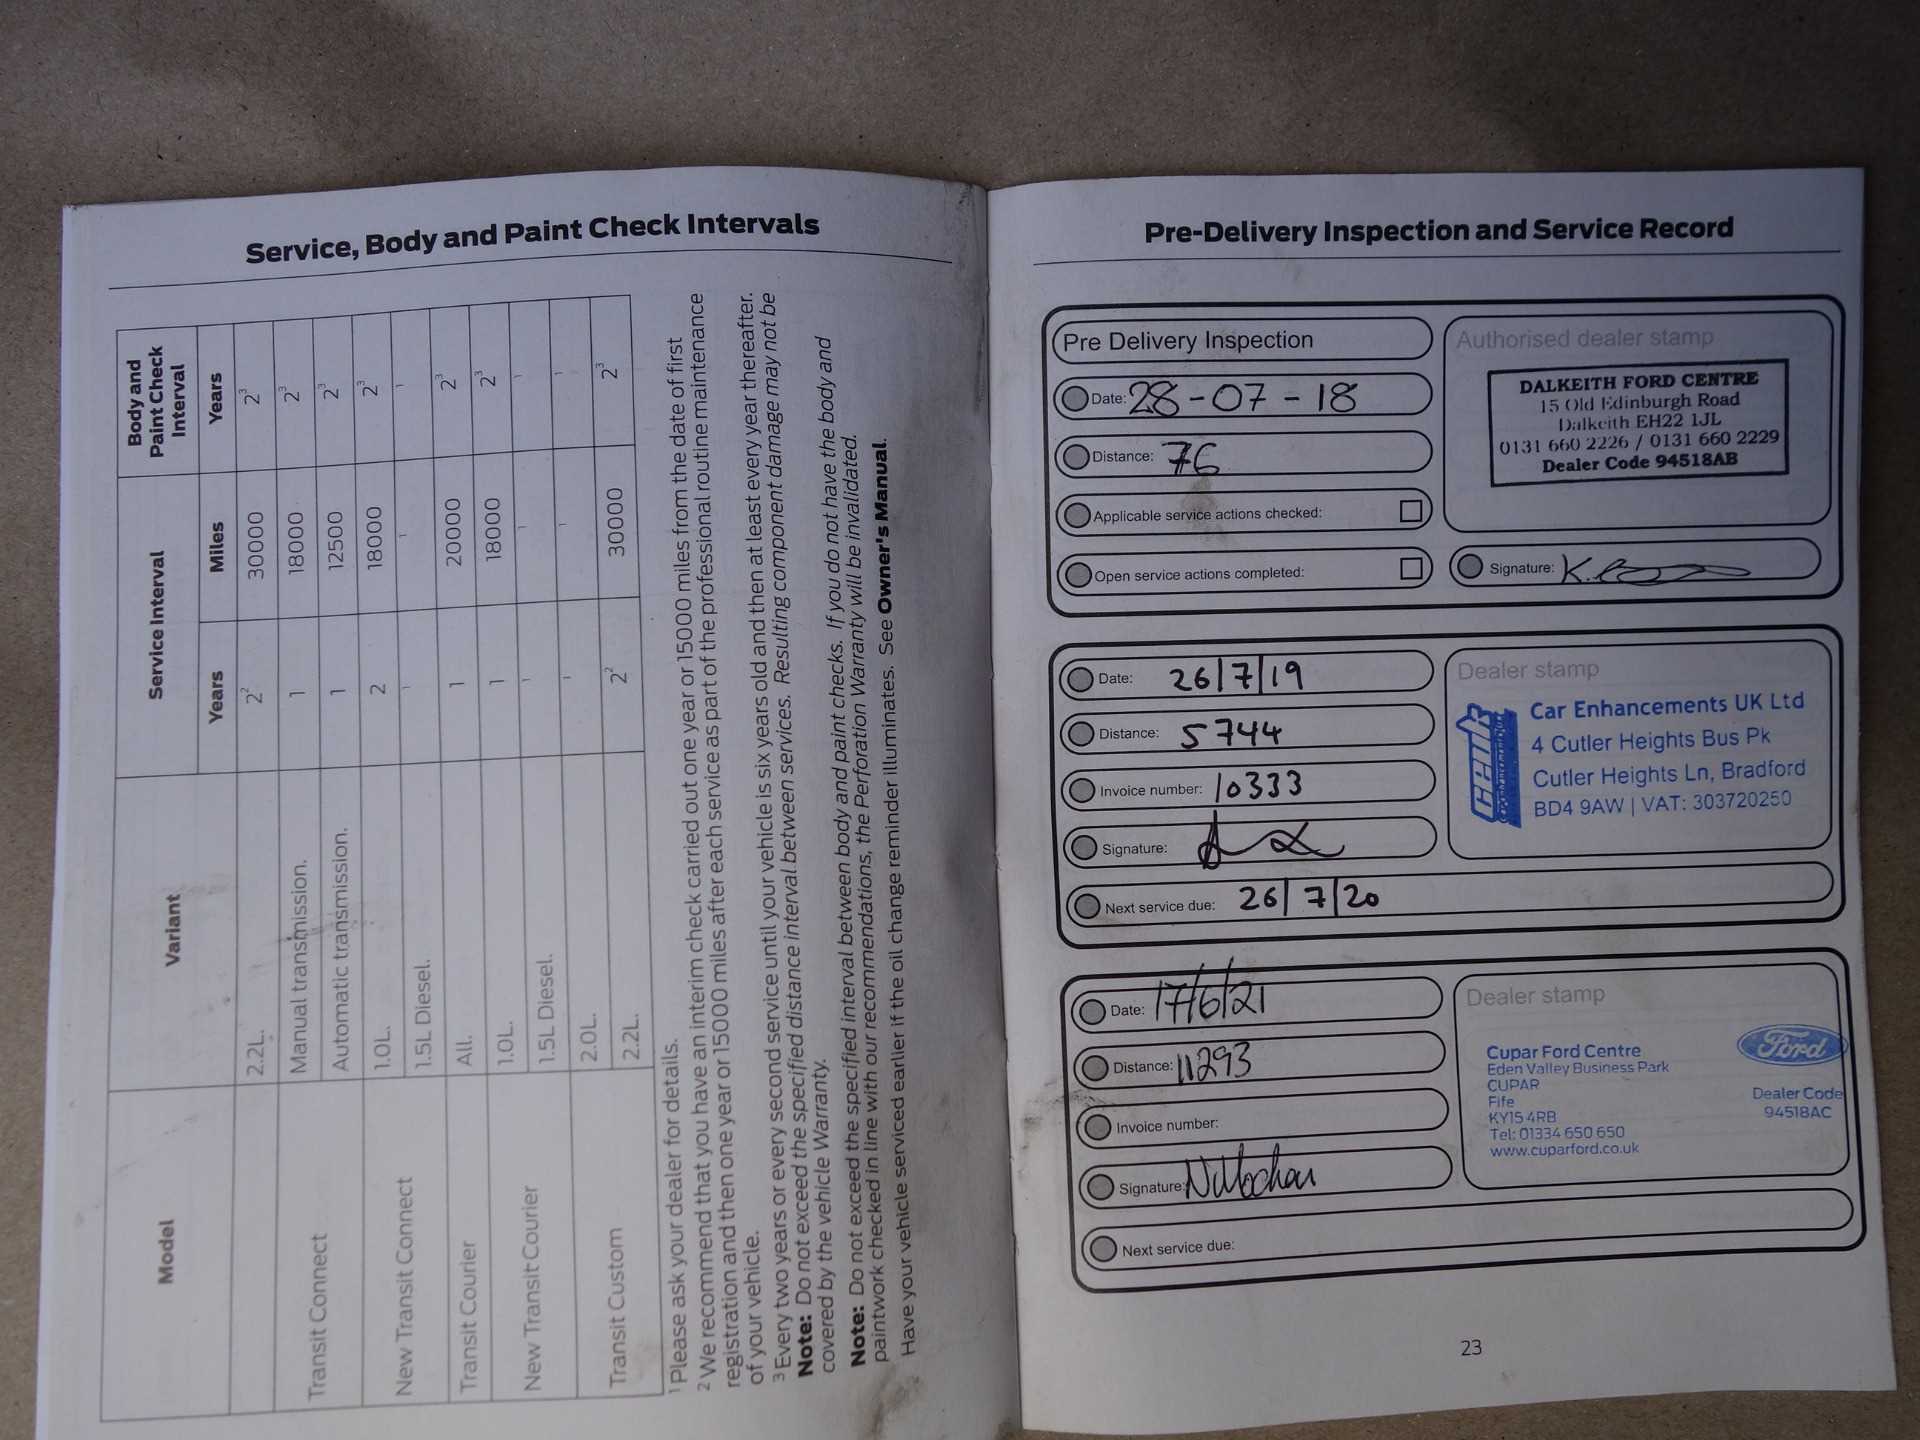 Service, Body and Paint Check Intervals
Model Variant Service Interval Body and Paint Check Interval
Years Miles Years
2.2L. 2² 30000 2³
Transit Connect Manual transmission. 1 18000 2³
Automatic transmission. 1 12500 2³
New Transit Connect 1.0L. 2 18000 2³
1.5L Diesel. 1 1 1
Transit Courier All. 1 20000 2³
New Transit Courier 1.0L. 1 18000 2³
1.5L Diesel. 1 1 1
Transit Custom 2.0L. 1 1 1
2.2L. 2² 30000 2³
1 Please ask your dealer for details.
2 We recommend that you have an interim check carried out one year or 15000 miles from the date of first
registration and then one year or 15000 miles after each service as part of the professional routine maintenance
of your vehicle.
3 Every two years or every second service until your vehicle is six years old and then at least every year thereafter.
Note: Do not exceed the specified distance interval between services. Resulting component damage may not be
covered by the vehicle Warranty.
Note: Do not exceed the specified interval between body and paint checks. If you do not have the body and
paintwork checked in line with our recommendations, the Perforation Warranty will be invalidated.
Have your vehicle serviced earlier if the oil change reminder illuminates. See Owner's Manual.
Pre-Delivery Inspection and Service Record
Pre Delivery Inspection
Date: 28-07-18
Distance: 76
Applicable service actions checked:
Open service actions completed:
Authorised dealer stamp
DALKEITH FORD CENTRE
15 Old Edinburgh Road
Dalkeith EH22 1JL
0131 660 2226 / 0131 660 2229
Dealer Code 94518AB
Signature: K.
Date: 26/7/19
Distance: 5744
Invoice number: 10333
Signature:
Next service due: 26/7/20
Dealer stamp
ceuk
Car Enhancements UK Ltd
4 Cutler Heights Bus Pk
Cutler Heights Ln, Bradford
BD4 9AW | VAT: 303720250
Date: 17/6/21
Distance: 11293
Invoice number:
Signature:
Next service due:
Dealer stamp
Cupar Ford Centre
Eden Valley Business Park
CUPAR
Fife
KY15 4RB
Tel: 01334 650 650
www.cuparford.co.uk
Ford
Dealer Code
94518AC
23